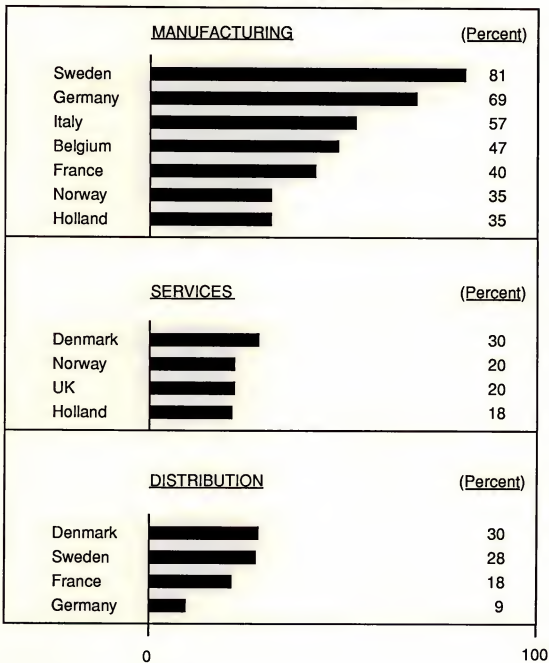 MANUFACTURING (Percent)
Sweden 81
Germany 69
Italy 57
Belgium 47
France 40
Norway 35
Holland 35
SERVICES (Percent)
Denmark 30
Norway 20
UK 20
Holland 18
DISTRIBUTION (Percent)
Denmark 30
Sweden 28
France 18
Germany 9
0 100